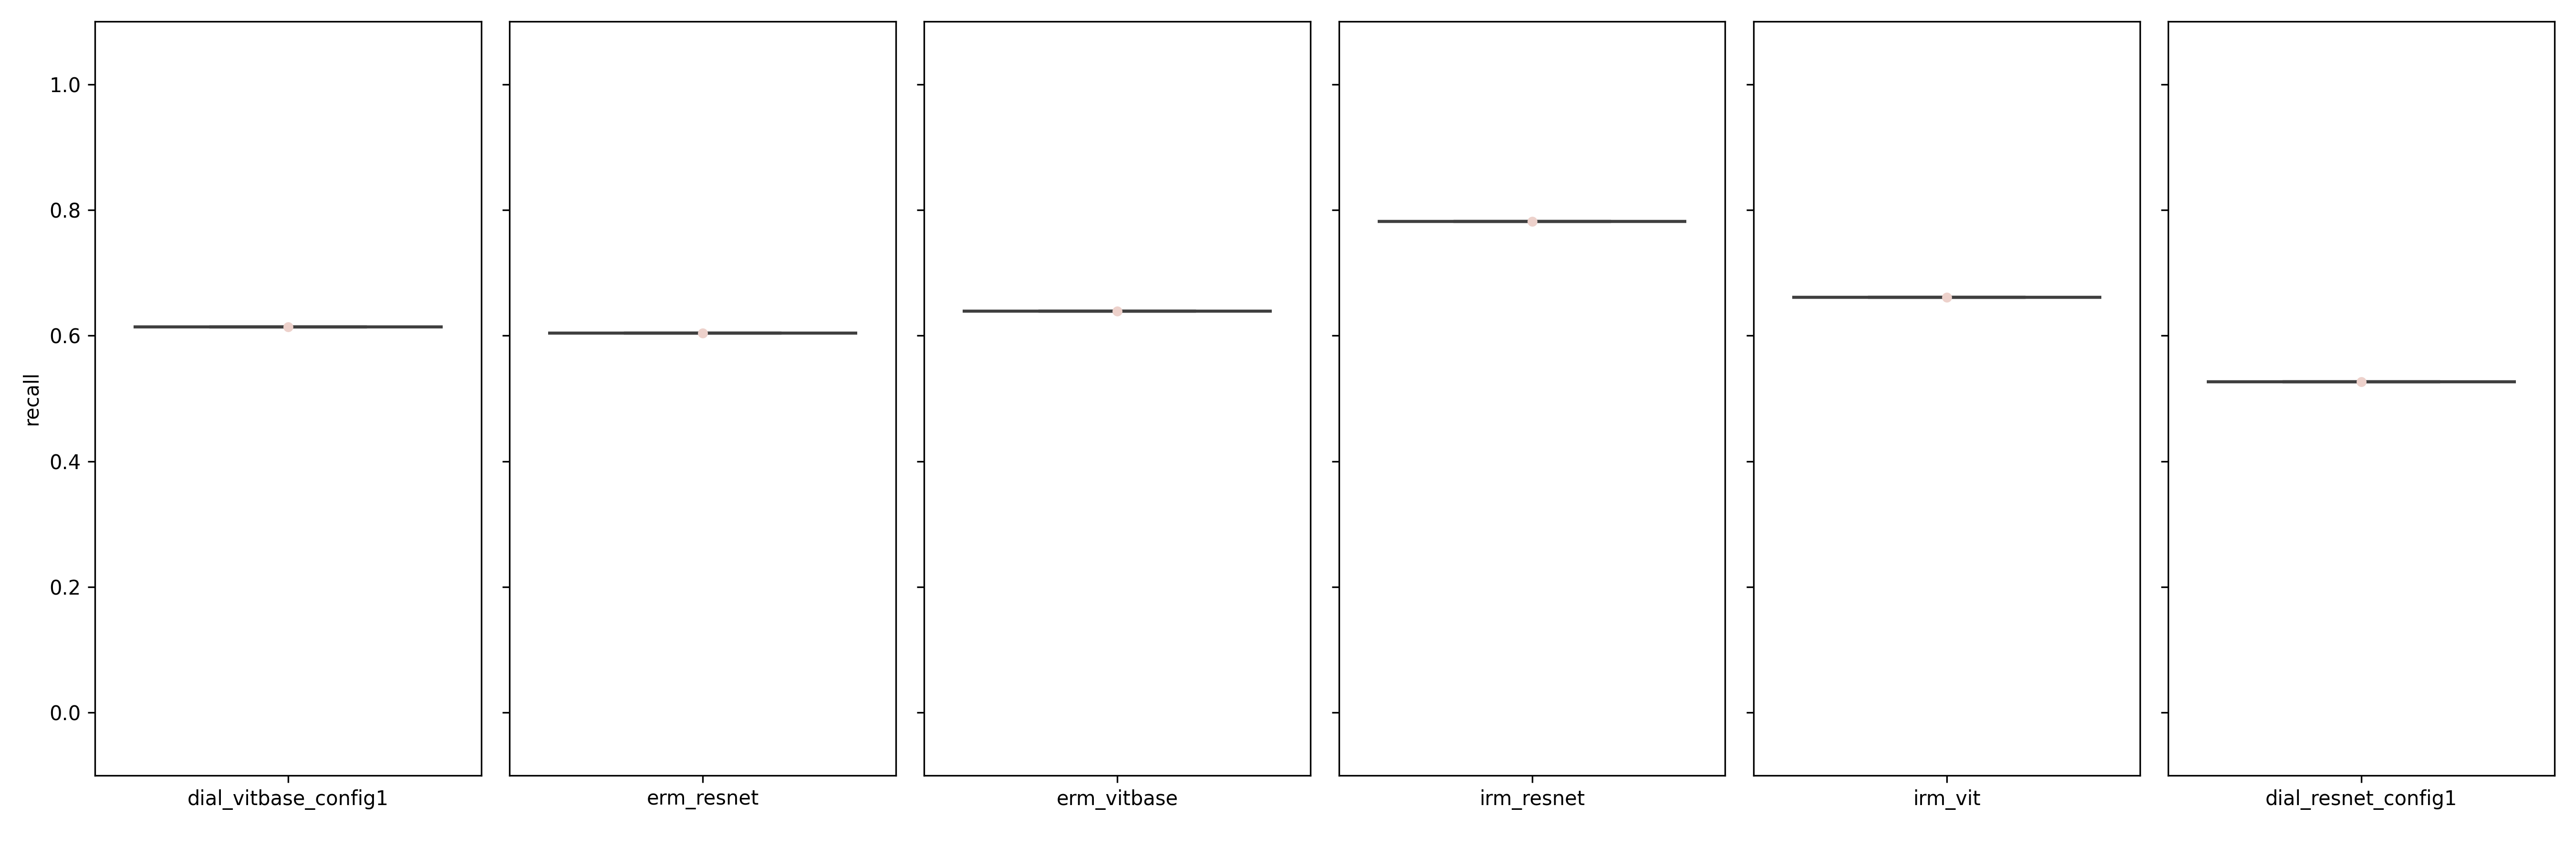 recall
1.0
0.8
0.6
0.4
0.2
0.0
dial_vitbase_config1
erm_resnet
erm_vitbase
irm_resnet
irm_vit
dial_resnet_config1